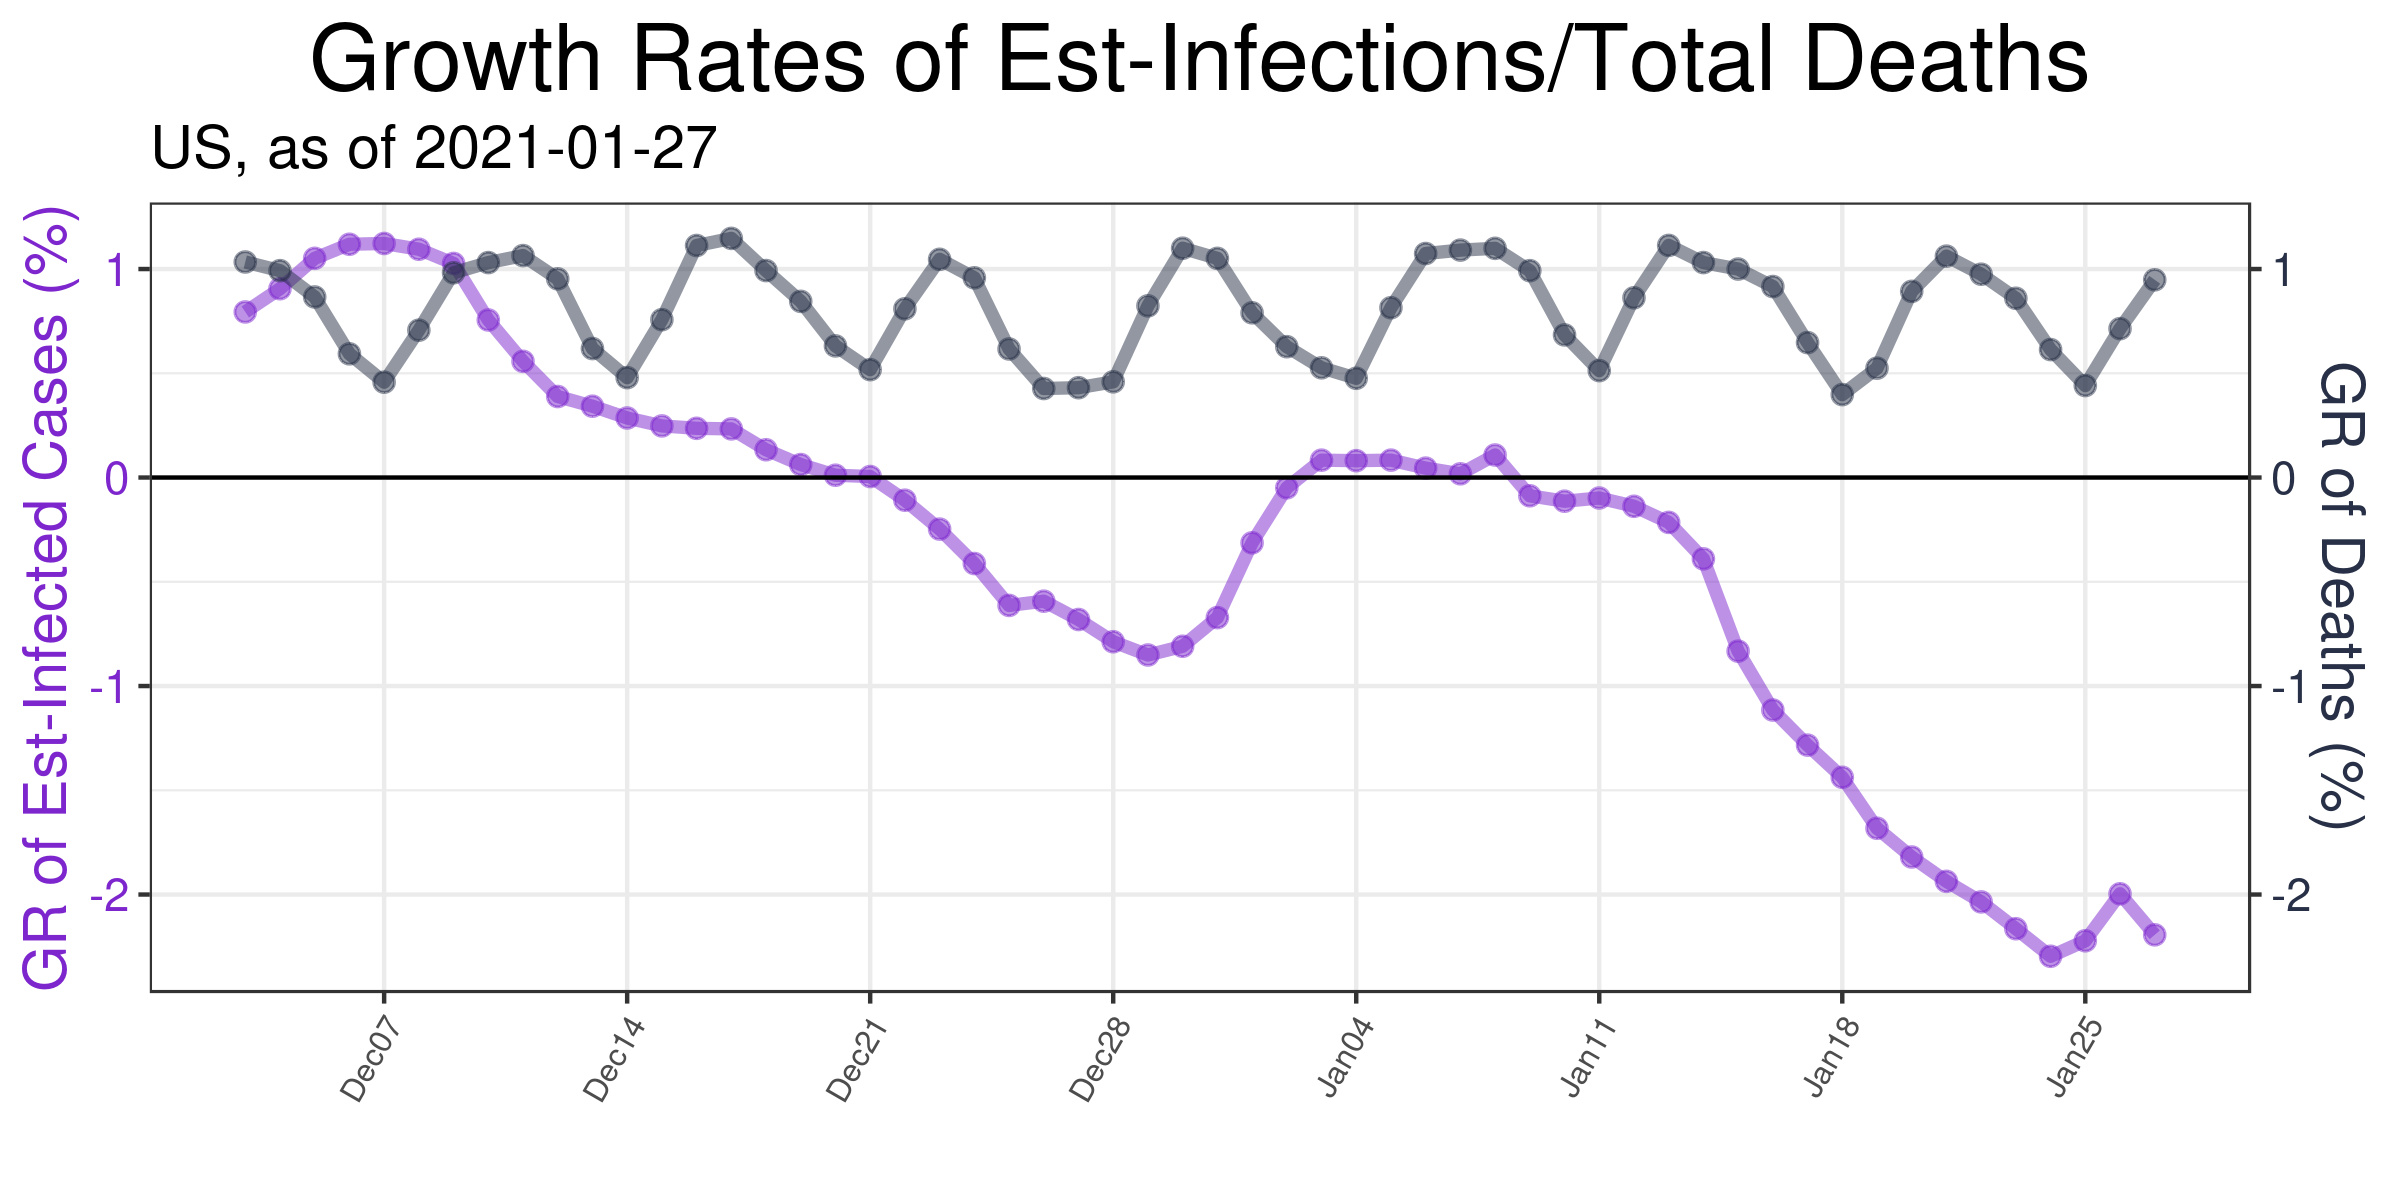 Growth Rates of Est-Infections/Total Deaths
US, as of 2021-01-27
GR of Est-Infected Cases (%)
1
0
-1
-2
1
0
-1
-2
GR of Deaths (%)
Dec07
Dec14
Dec21
Dec28
Jan04
Jan11
Jan18
Jan25